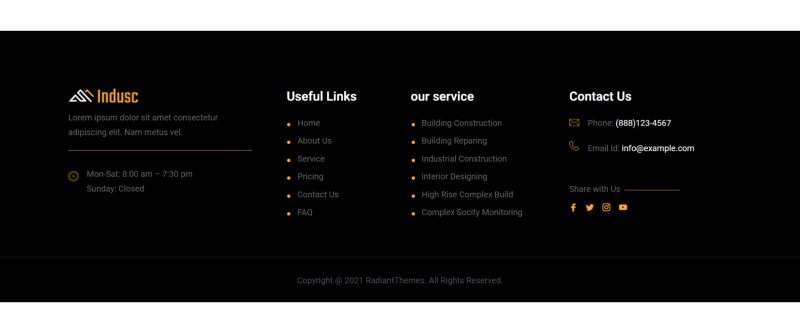 Indusc
Lorem ipsum dolor sit amet consectetur
adipiscing elit. Nam metus vel.
Mon-Sat: 8:00 am – 7:30 pm
Sunday: Closed
Useful Links
Home
About Us
Service
Pricing
Contact Us
FAQ
our service
Building Construction
Building Reparing
Industrial Construction
interior Designing
High Rise Complex Build
Complex Socity Monitoring
Contact Us
Phone: (888)123-4567
Email Id: info@example.com
Share with Us
Copyright @ 2021 RadiantThemes. All Rights Reserved.